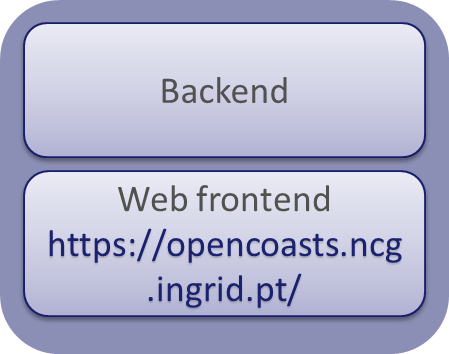 Backend
Web frontend
https://opencoasts.ncg
.ingrid.pt/